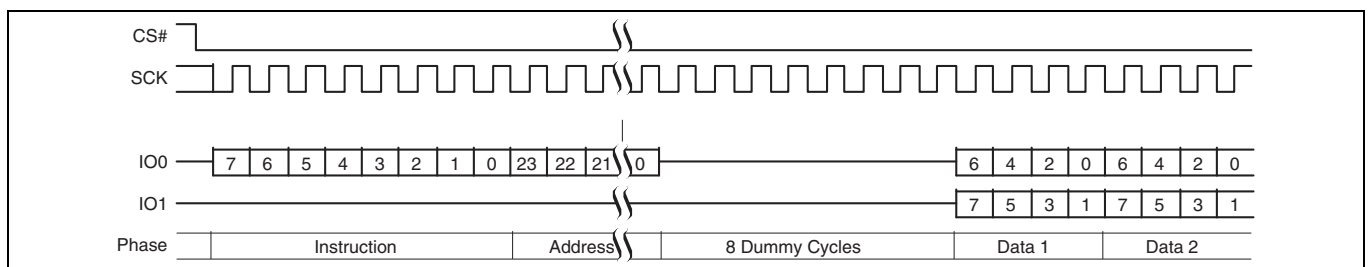 CS#
SCK
IO0 7 6 5 4 3 2 1 0 23 22 21 0 6 4 2 0 6 4 2 0
IO1 7 5 3 1 7 5 3 1
Phase Instruction Address 8 Dummy Cycles Data 1 Data 2